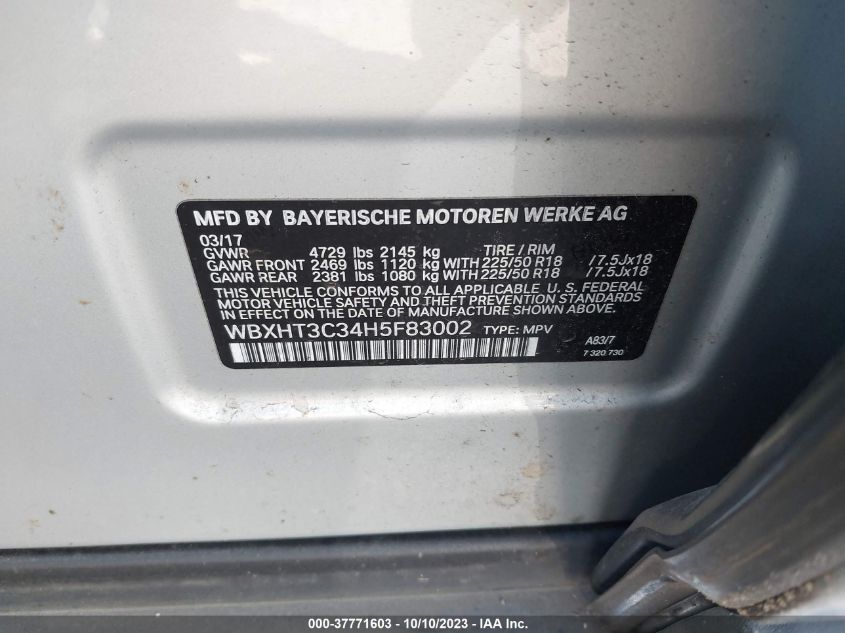 MFD BY BAYERISCHE MOTOREN WERKE AG
03/17
GVWR 4729 lbs 2145 kg TIRE / RIM
GAWR FRONT 2469 lbs 1120 kg WITH 225/50 R18 /7.5Jx18
GAWR REAR 2381 lbs 1080 kg WITH 225/50 R18 /7.5Jx18
THIS VEHICLE CONFORMS TO ALL APPLICABLE U. S. FEDERAL
MOTOR VEHICLE SAFETY AND THEFT PREVENTION STANDARDS
IN EFFECT ON THE DATE OF MANUFACTURE SHOWN ABOVE.
WBXHT3C34H5F83002 TYPE: MPV
A83/7
7 320 730
000-37771603 - 10/10/2023 - IAA Inc.